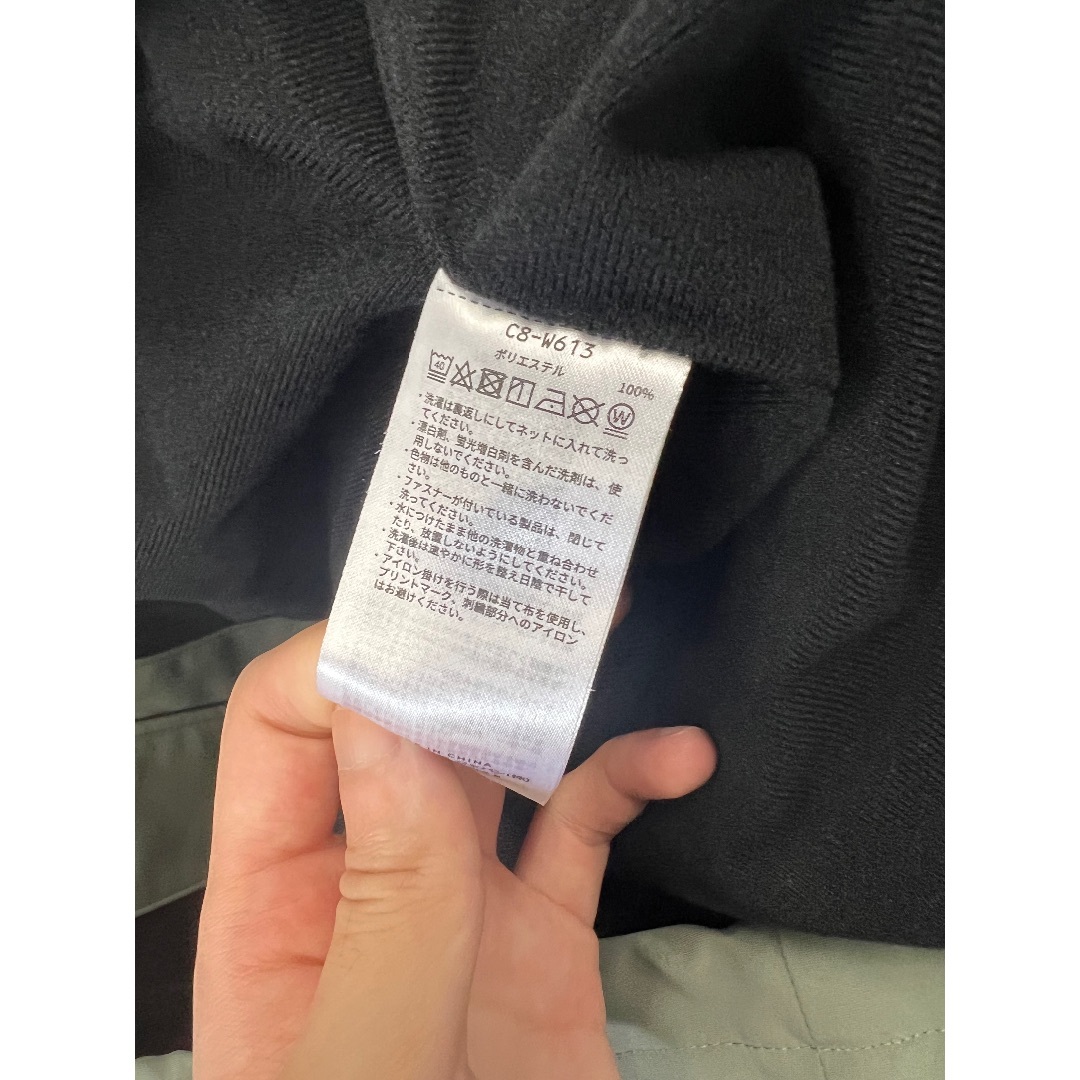 C8-W613
ポリエステル 100%
40
W
・洗濯は裏返しにしてネットに入れて洗っ
てください。
・漂白剤、蛍光増白剤を含んだ洗剤は、使
用しないでください。
・色物は他のものと一緒に洗わないでくだ
さい。
・ファスナーが付いている製品は、閉じて
洗ってください。
・水につけたまま他の洗濯物と重ね合わせ
たり、放置しないようにしてください。
・洗濯後は速やかに形を整え日陰で干して
下さい。
・アイロン掛けを行う際は当て布を使用し、
プリントマーク、刺繍部分へのアイロン
はお避けください。
IN CHINA